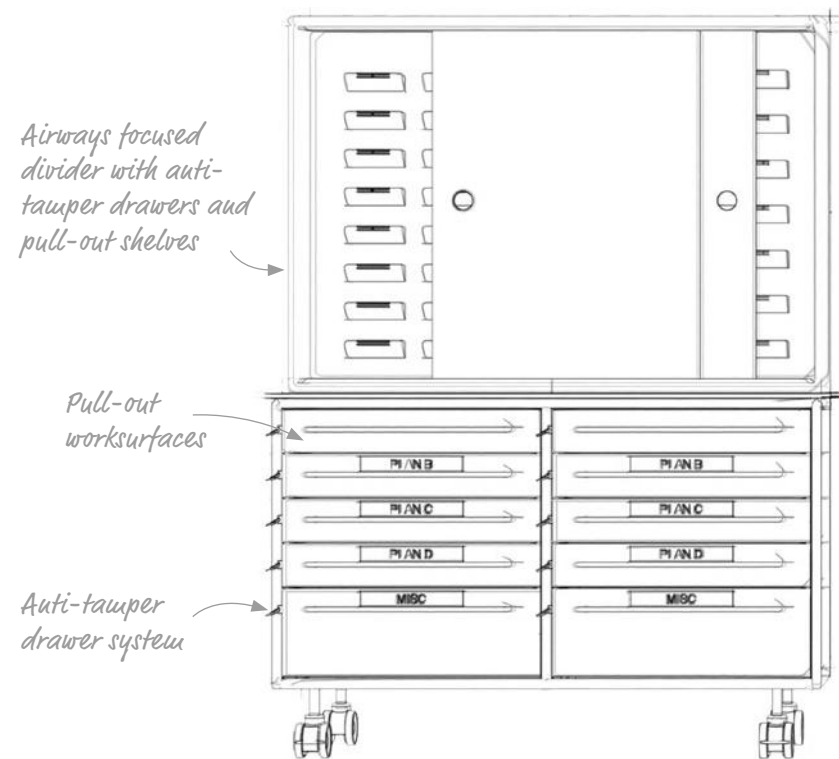 Airways focused
divider with anti-
tamper drawers and
pull-out shelves
Pull-out
worksurfaces
PLAN B
PLAN B
PLAN C
PLAN C
PLAN D
PLAN D
Anti-tamper
drawer system
MISC
MISC